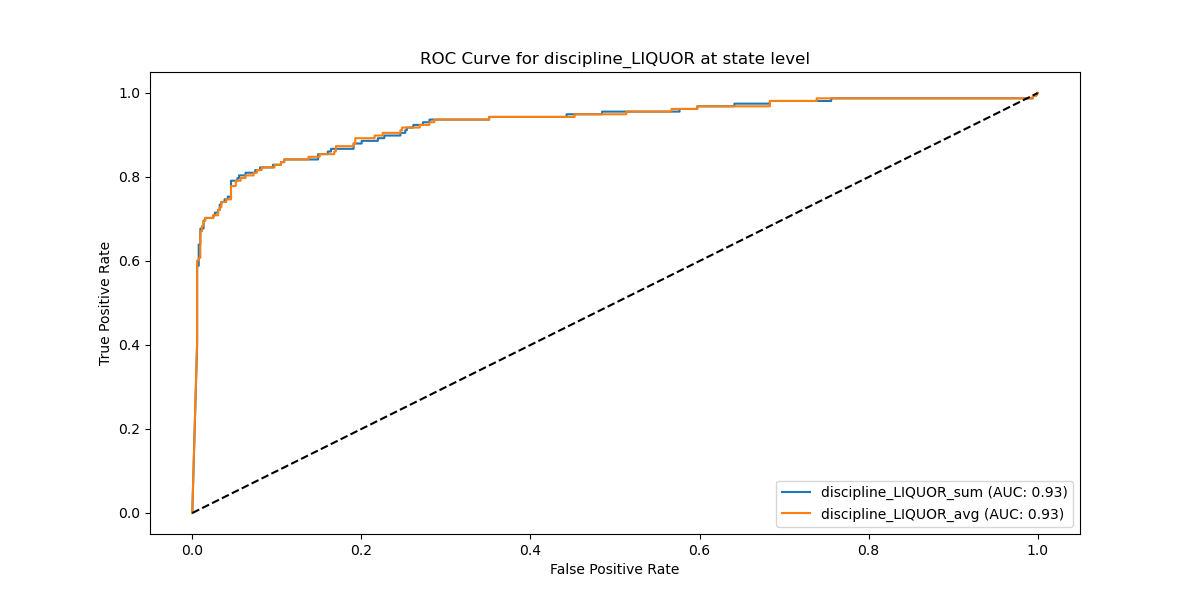 ROC Curve for discipline_LIQUOR at state level
1.0
0.8
0.6
0.4
0.2
0.0
True Positive Rate
0.0 0.2 0.4 0.6 0.8 1.0
False Positive Rate
discipline_LIQUOR_sum (AUC: 0.93)
discipline_LIQUOR_avg (AUC: 0.93)